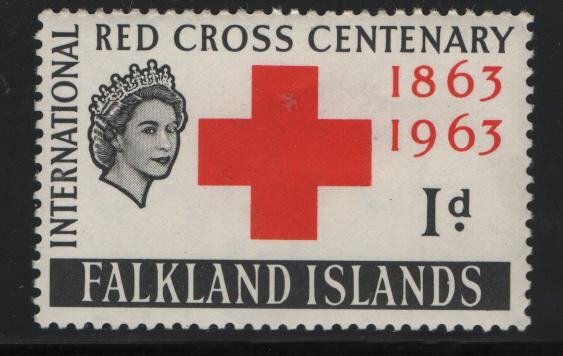 INTERNATIONAL
RED CROSS CENTENARY
1863
1963
1d.
FALKLAND ISLANDS